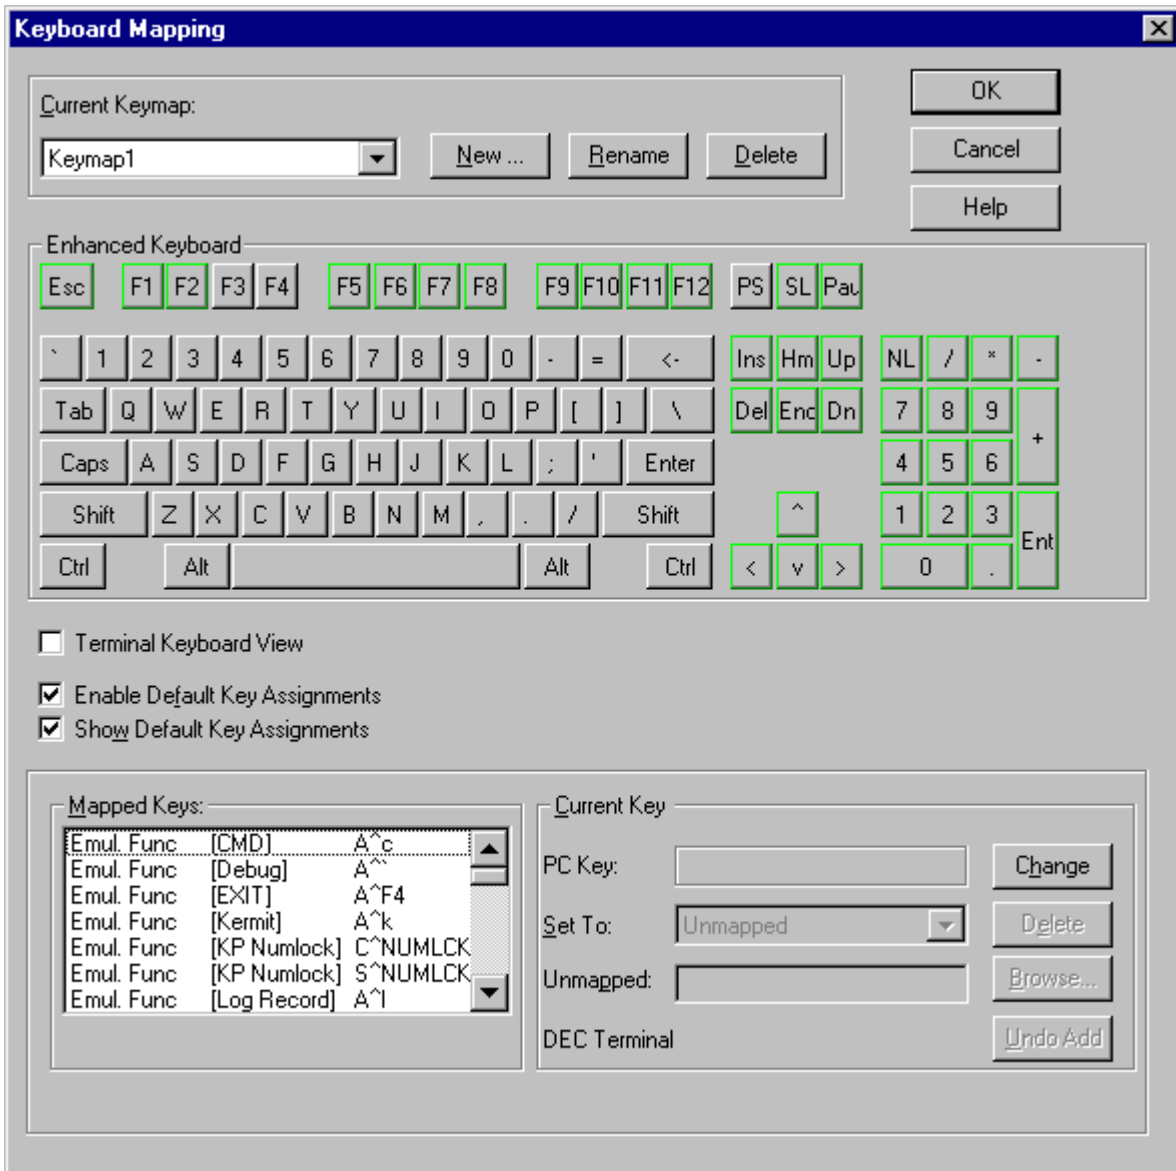 Keyboard Mapping
Current Keymap:
OK
Keymap1 New ... Rename Delete
Cancel
Help
Enhanced Keyboard
Esc F1 F2 F3 F4 F5 F6 F7 F8 F9 F10 F11 F12 PS SL Pau
` 1 2 3 4 5 6 7 8 9 0 - = <- Ins Hm Up NL / * -
Tab Q W E R T Y U I O P [ ] \ Del End Dn 7 8 9 +
Caps A S D F G H J K L ; ' Enter 4 5 6
Shift Z X C V B N M , . / Shift ^ 1 2 3 Ent
Ctrl Alt Alt Ctrl < v > 0 .
Terminal Keyboard View
Enable Default Key Assignments
Show Default Key Assignments
Mapped Keys:
Emul. Func [CMD] A^c
Emul. Func [Debug] A^`
Emul. Func [EXIT] A^F4
Emul. Func [Kermit] A^k
Emul. Func [KP Numlock] C^NUMLCK
Emul. Func [KP Numlock] S^NUMLCK
Emul. Func [Log Record] A^l
Current Key
PC Key: Change
Set To: Unmapped Delete
Unmapped: Browse...
DEC Terminal Undo Add